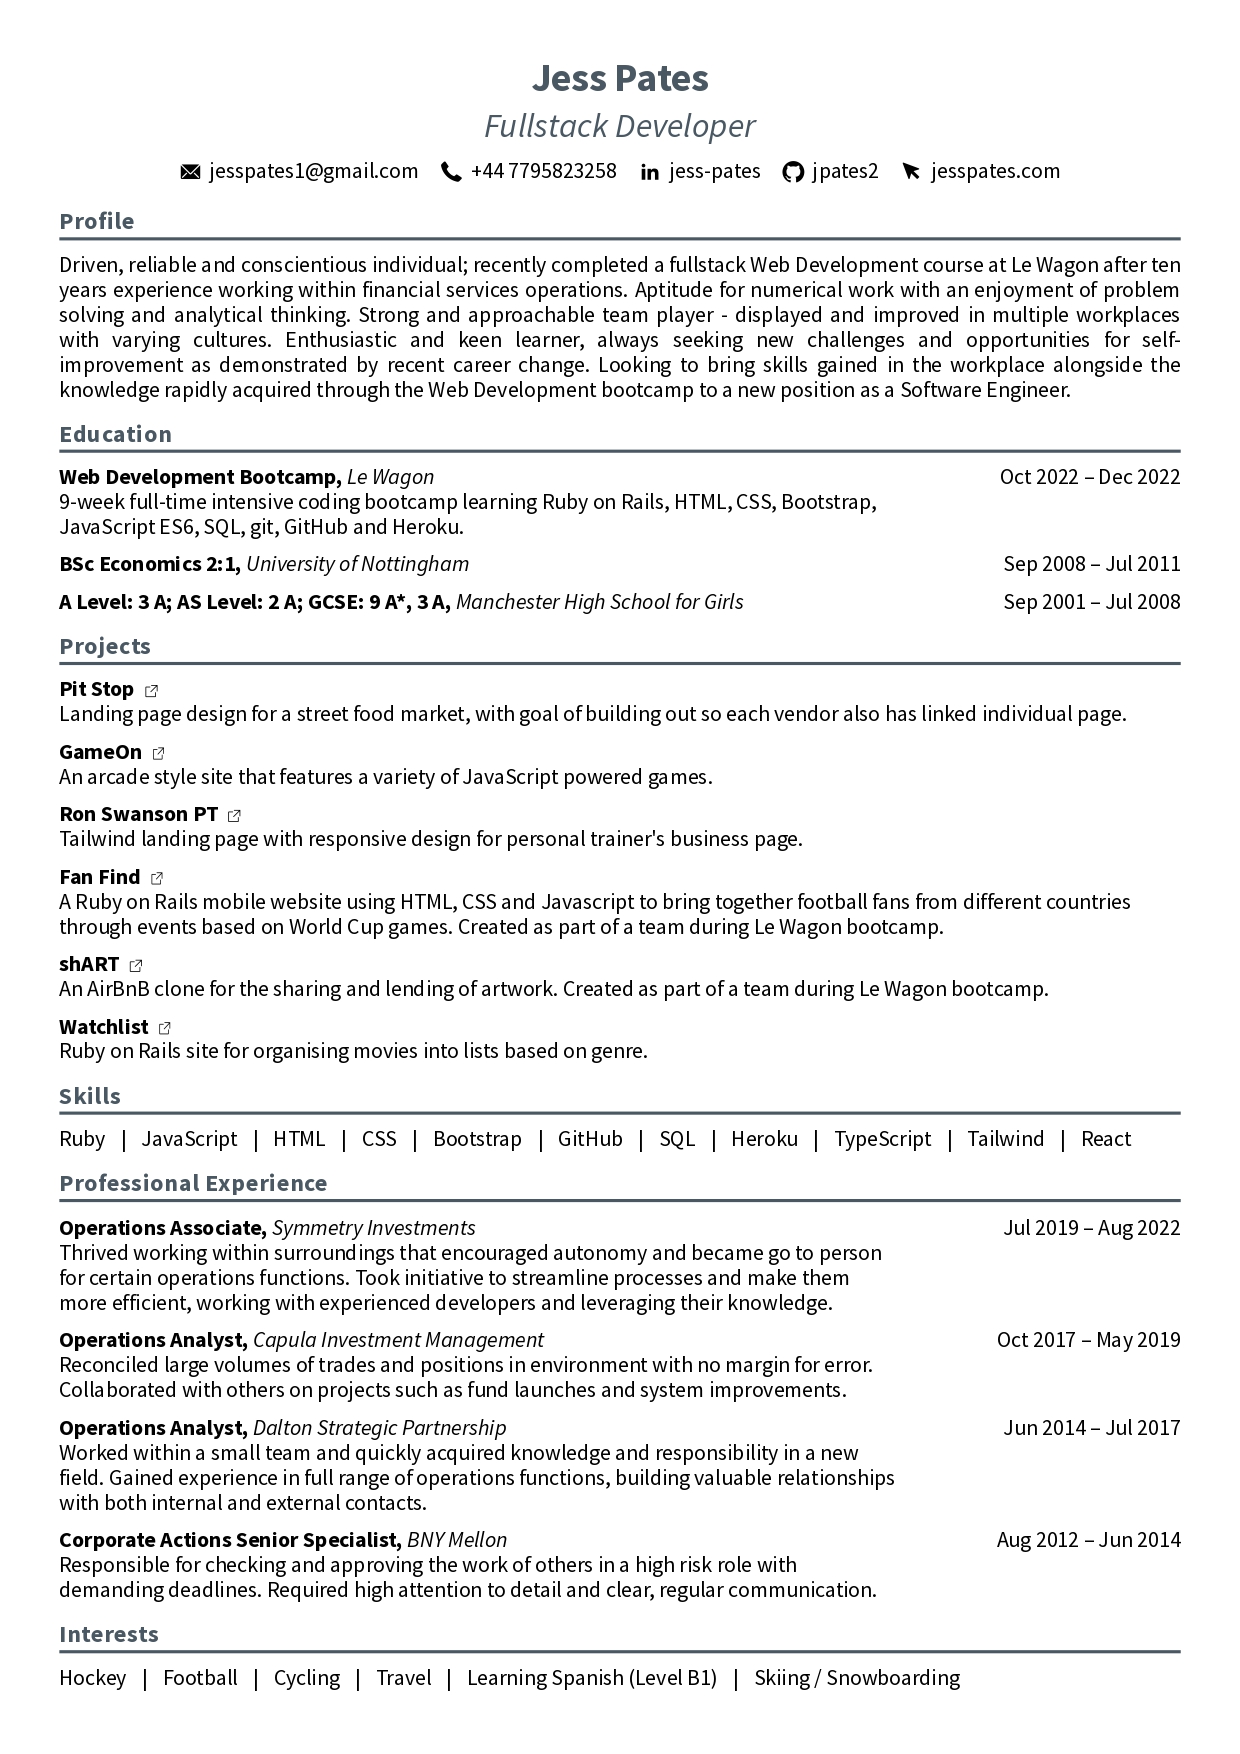 Jess Pates
Fullstack Developer
jesspates1@gmail.com +44 7795823258 jess-pates jpates2 jesspates.com
Profile
Driven, reliable and conscientious individual; recently completed a fullstack Web Development course at Le Wagon after ten
years experience working within financial services operations. Aptitude for numerical work with an enjoyment of problem
solving and analytical thinking. Strong and approachable team player - displayed and improved in multiple workplaces
with varying cultures. Enthusiastic and keen learner, always seeking new challenges and opportunities for self-
improvement as demonstrated by recent career change. Looking to bring skills gained in the workplace alongside the
knowledge rapidly acquired through the Web Development bootcamp to a new position as a Software Engineer.
Education
Web Development Bootcamp, Le Wagon Oct 2022 – Dec 2022
9-week full-time intensive coding bootcamp learning Ruby on Rails, HTML, CSS, Bootstrap,
JavaScript ES6, SQL, git, GitHub and Heroku.
BSc Economics 2:1, University of Nottingham Sep 2008 – Jul 2011
A Level: 3 A; AS Level: 2 A; GCSE: 9 A*, 3 A, Manchester High School for Girls Sep 2001 – Jul 2008
Projects
Pit Stop
Landing page design for a street food market, with goal of building out so each vendor also has linked individual page.
GameOn
An arcade style site that features a variety of JavaScript powered games.
Ron Swanson PT
Tailwind landing page with responsive design for personal trainer's business page.
Fan Find
A Ruby on Rails mobile website using HTML, CSS and Javascript to bring together football fans from different countries
through events based on World Cup games. Created as part of a team during Le Wagon bootcamp.
shART
An AirBnB clone for the sharing and lending of artwork. Created as part of a team during Le Wagon bootcamp.
Watchlist
Ruby on Rails site for organising movies into lists based on genre.
Skills
Ruby | JavaScript | HTML | CSS | Bootstrap | GitHub | SQL | Heroku | TypeScript | Tailwind | React
Professional Experience
Operations Associate, Symmetry Investments Jul 2019 – Aug 2022
Thrived working within surroundings that encouraged autonomy and became go to person
for certain operations functions. Took initiative to streamline processes and make them
more efficient, working with experienced developers and leveraging their knowledge.
Operations Analyst, Capula Investment Management Oct 2017 – May 2019
Reconciled large volumes of trades and positions in environment with no margin for error.
Collaborated with others on projects such as fund launches and system improvements.
Operations Analyst, Dalton Strategic Partnership Jun 2014 – Jul 2017
Worked within a small team and quickly acquired knowledge and responsibility in a new
field. Gained experience in full range of operations functions, building valuable relationships
with both internal and external contacts.
Corporate Actions Senior Specialist, BNY Mellon Aug 2012 – Jun 2014
Responsible for checking and approving the work of others in a high risk role with
demanding deadlines. Required high attention to detail and clear, regular communication.
Interests
Hockey | Football | Cycling | Travel | Learning Spanish (Level B1) | Skiing / Snowboarding